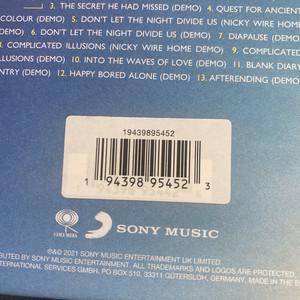 3. THE SECRET HE HAD MISSED (DEMO) 4. QUEST FOR ANCIENT
COLOUR (DEMO) 5. DON'T LET THE NIGHT DIVIDE US (NICKY WIRE HOME
DEMO) 6. DON'T LET THE NIGHT DIVIDE US (DEMO) 7. DIAPAUSE (DEMO)
8. COMPLICATED ILLUSIONS (NICKY WIRE HOME DEMO) 9. COMPLICATED
ILLUSIONS (DEMO) 10. INTO THE WAVES OF LOVE (DEMO) 11. BLANK DIARY
ENTRY (DEMO) 12. HAPPY BORED ALONE (DEMO) 13. AFTERENDING (DEMO)
19439895452
1 94398 95452 3
COLUMBIA
SONY MUSIC
℗&© 2021 SONY MUSIC ENTERTAINMENT UK LIMITED
BUTED BY SONY MUSIC ENTERTAINMENT. ALL TRADEMARKS AND LOGOS ARE PROTECTED.
INTERNATIONAL SERVICES GMBH, PO BOX 510, 33311 GÜTERSLOH, GERMANY. MADE IN THE